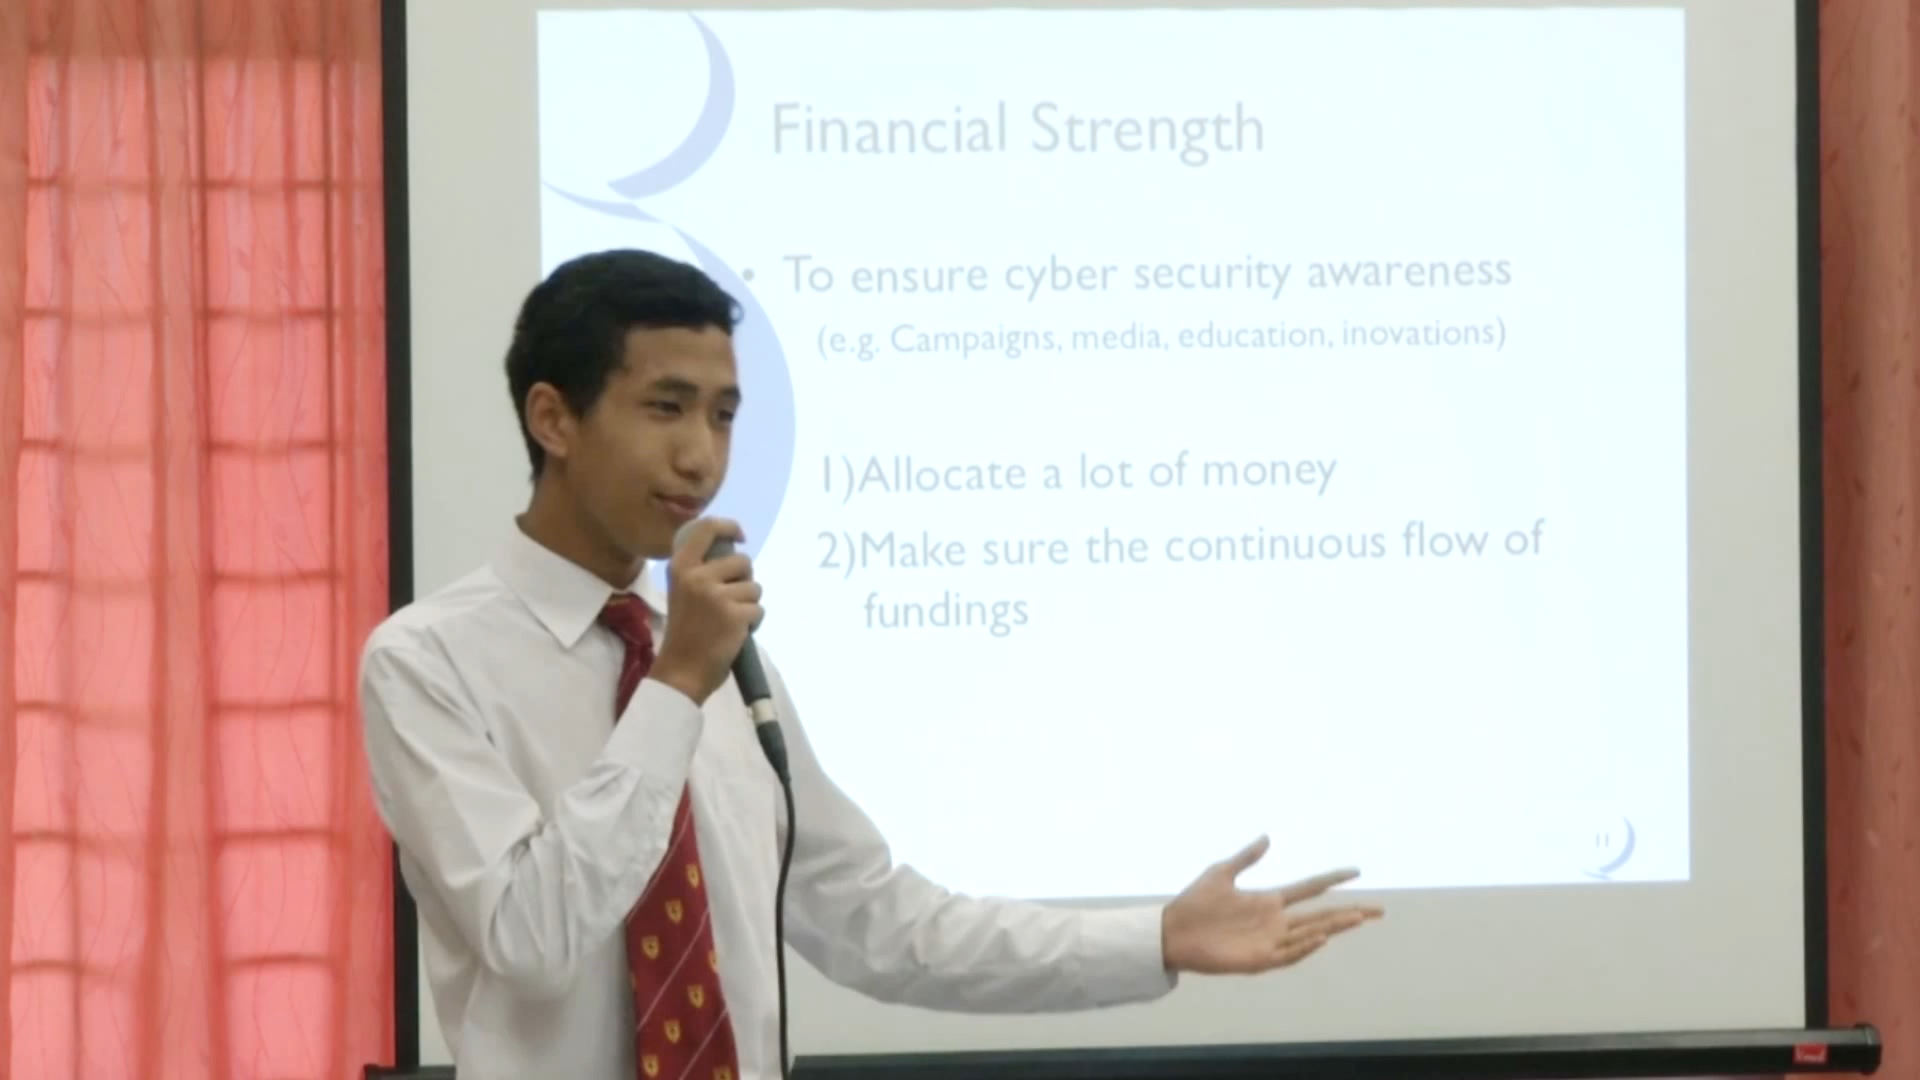 Financial Strength
• To ensure cyber security awareness
(e.g. Campaigns, media, education, inovations)
1)Allocate a lot of money
2)Make sure the continuous flow of
fundings
11